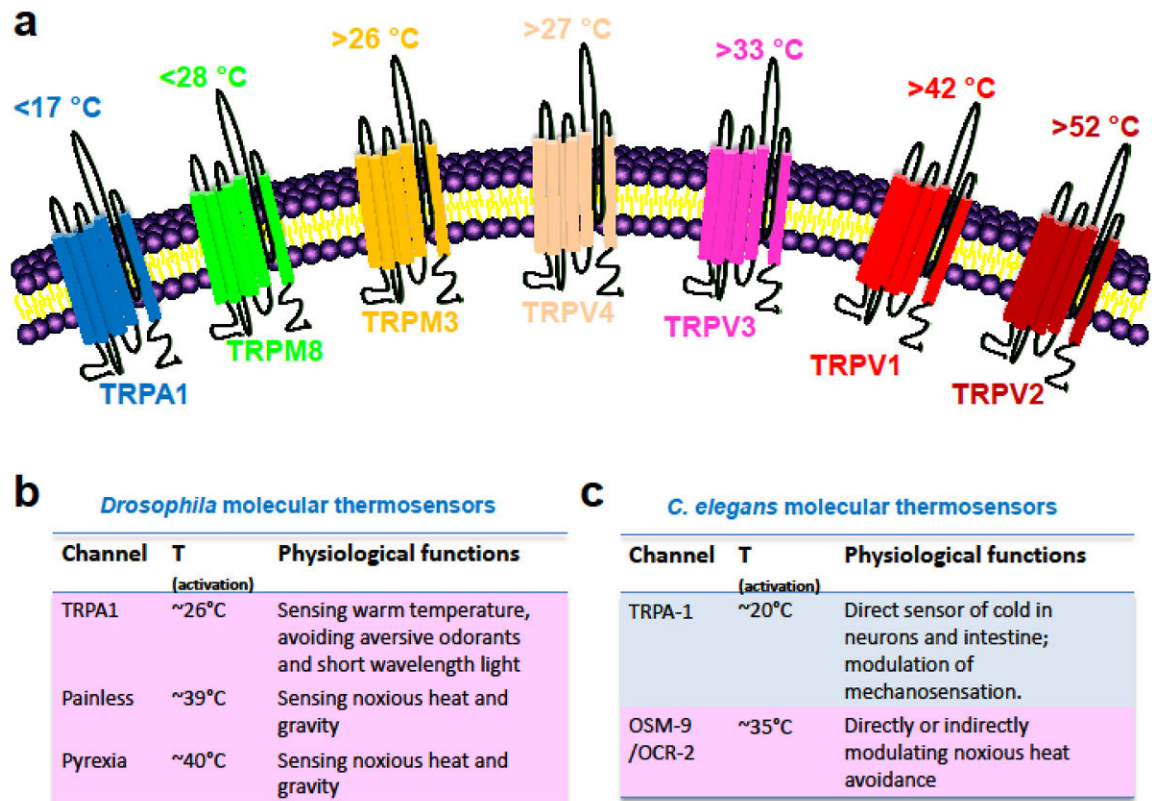 a
<17 °C
<28 °C
>26 °C
>27 °C
>33 °C
>42 °C
>52 °C
TRPA1
TRPM8
TRPM3
TRPV4
TRPV3
TRPV1
TRPV2
b
Drosophila molecular thermosensors
Channel T Physiological functions
(activation)
TRPA1 ~26°C Sensing warm temperature,
avoiding aversive odorants
and short wavelength light
Painless ~39°C Sensing noxious heat and
gravity
Pyrexia ~40°C Sensing noxious heat and
gravity
c
C. elegans molecular thermosensors
Channel T Physiological functions
(activation)
TRPA-1 ~20°C Direct sensor of cold in
neurons and intestine;
modulation of
mechanosensation.
OSM-9 ~35°C Directly or indirectly
/OCR-2 modulating noxious heat
avoidance